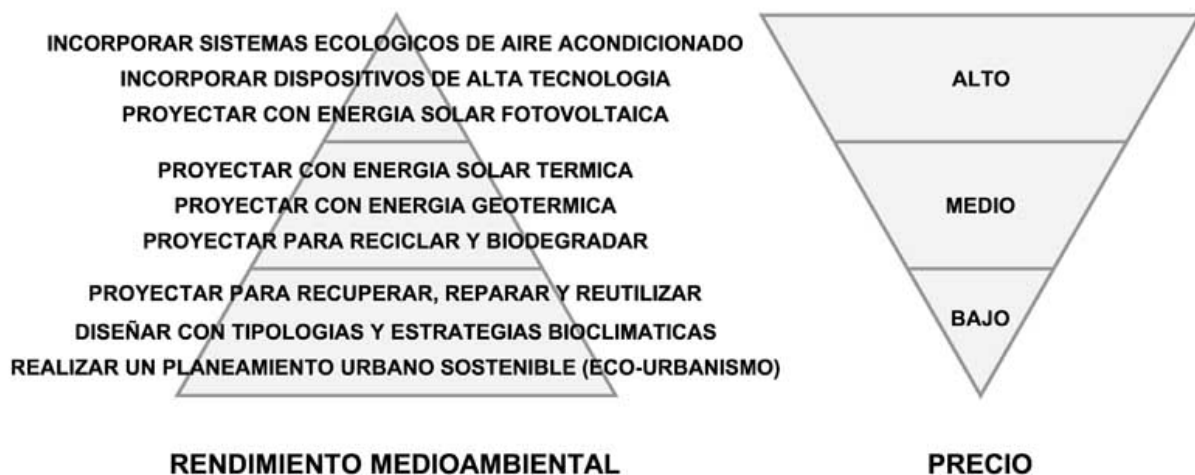 INCORPORAR SISTEMAS ECOLOGICOS DE AIRE ACONDICIONADO
INCORPORAR DISPOSITIVOS DE ALTA TECNOLOGIA
PROYECTAR CON ENERGIA SOLAR FOTOVOLTAICA
PROYECTAR CON ENERGIA SOLAR TERMICA
PROYECTAR CON ENERGIA GEOTERMICA
PROYECTAR PARA RECICLAR Y BIODEGRADAR
PROYECTAR PARA RECUPERAR, REPARAR Y REUTILIZAR
DISEÑAR CON TIPOLOGIAS Y ESTRATEGIAS BIOCLIMATICAS
REALIZAR UN PLANEAMIENTO URBANO SOSTENIBLE (ECO-URBANISMO)
RENDIMIENTO MEDIOAMBIENTAL
ALTO
MEDIO
BAJO
PRECIO